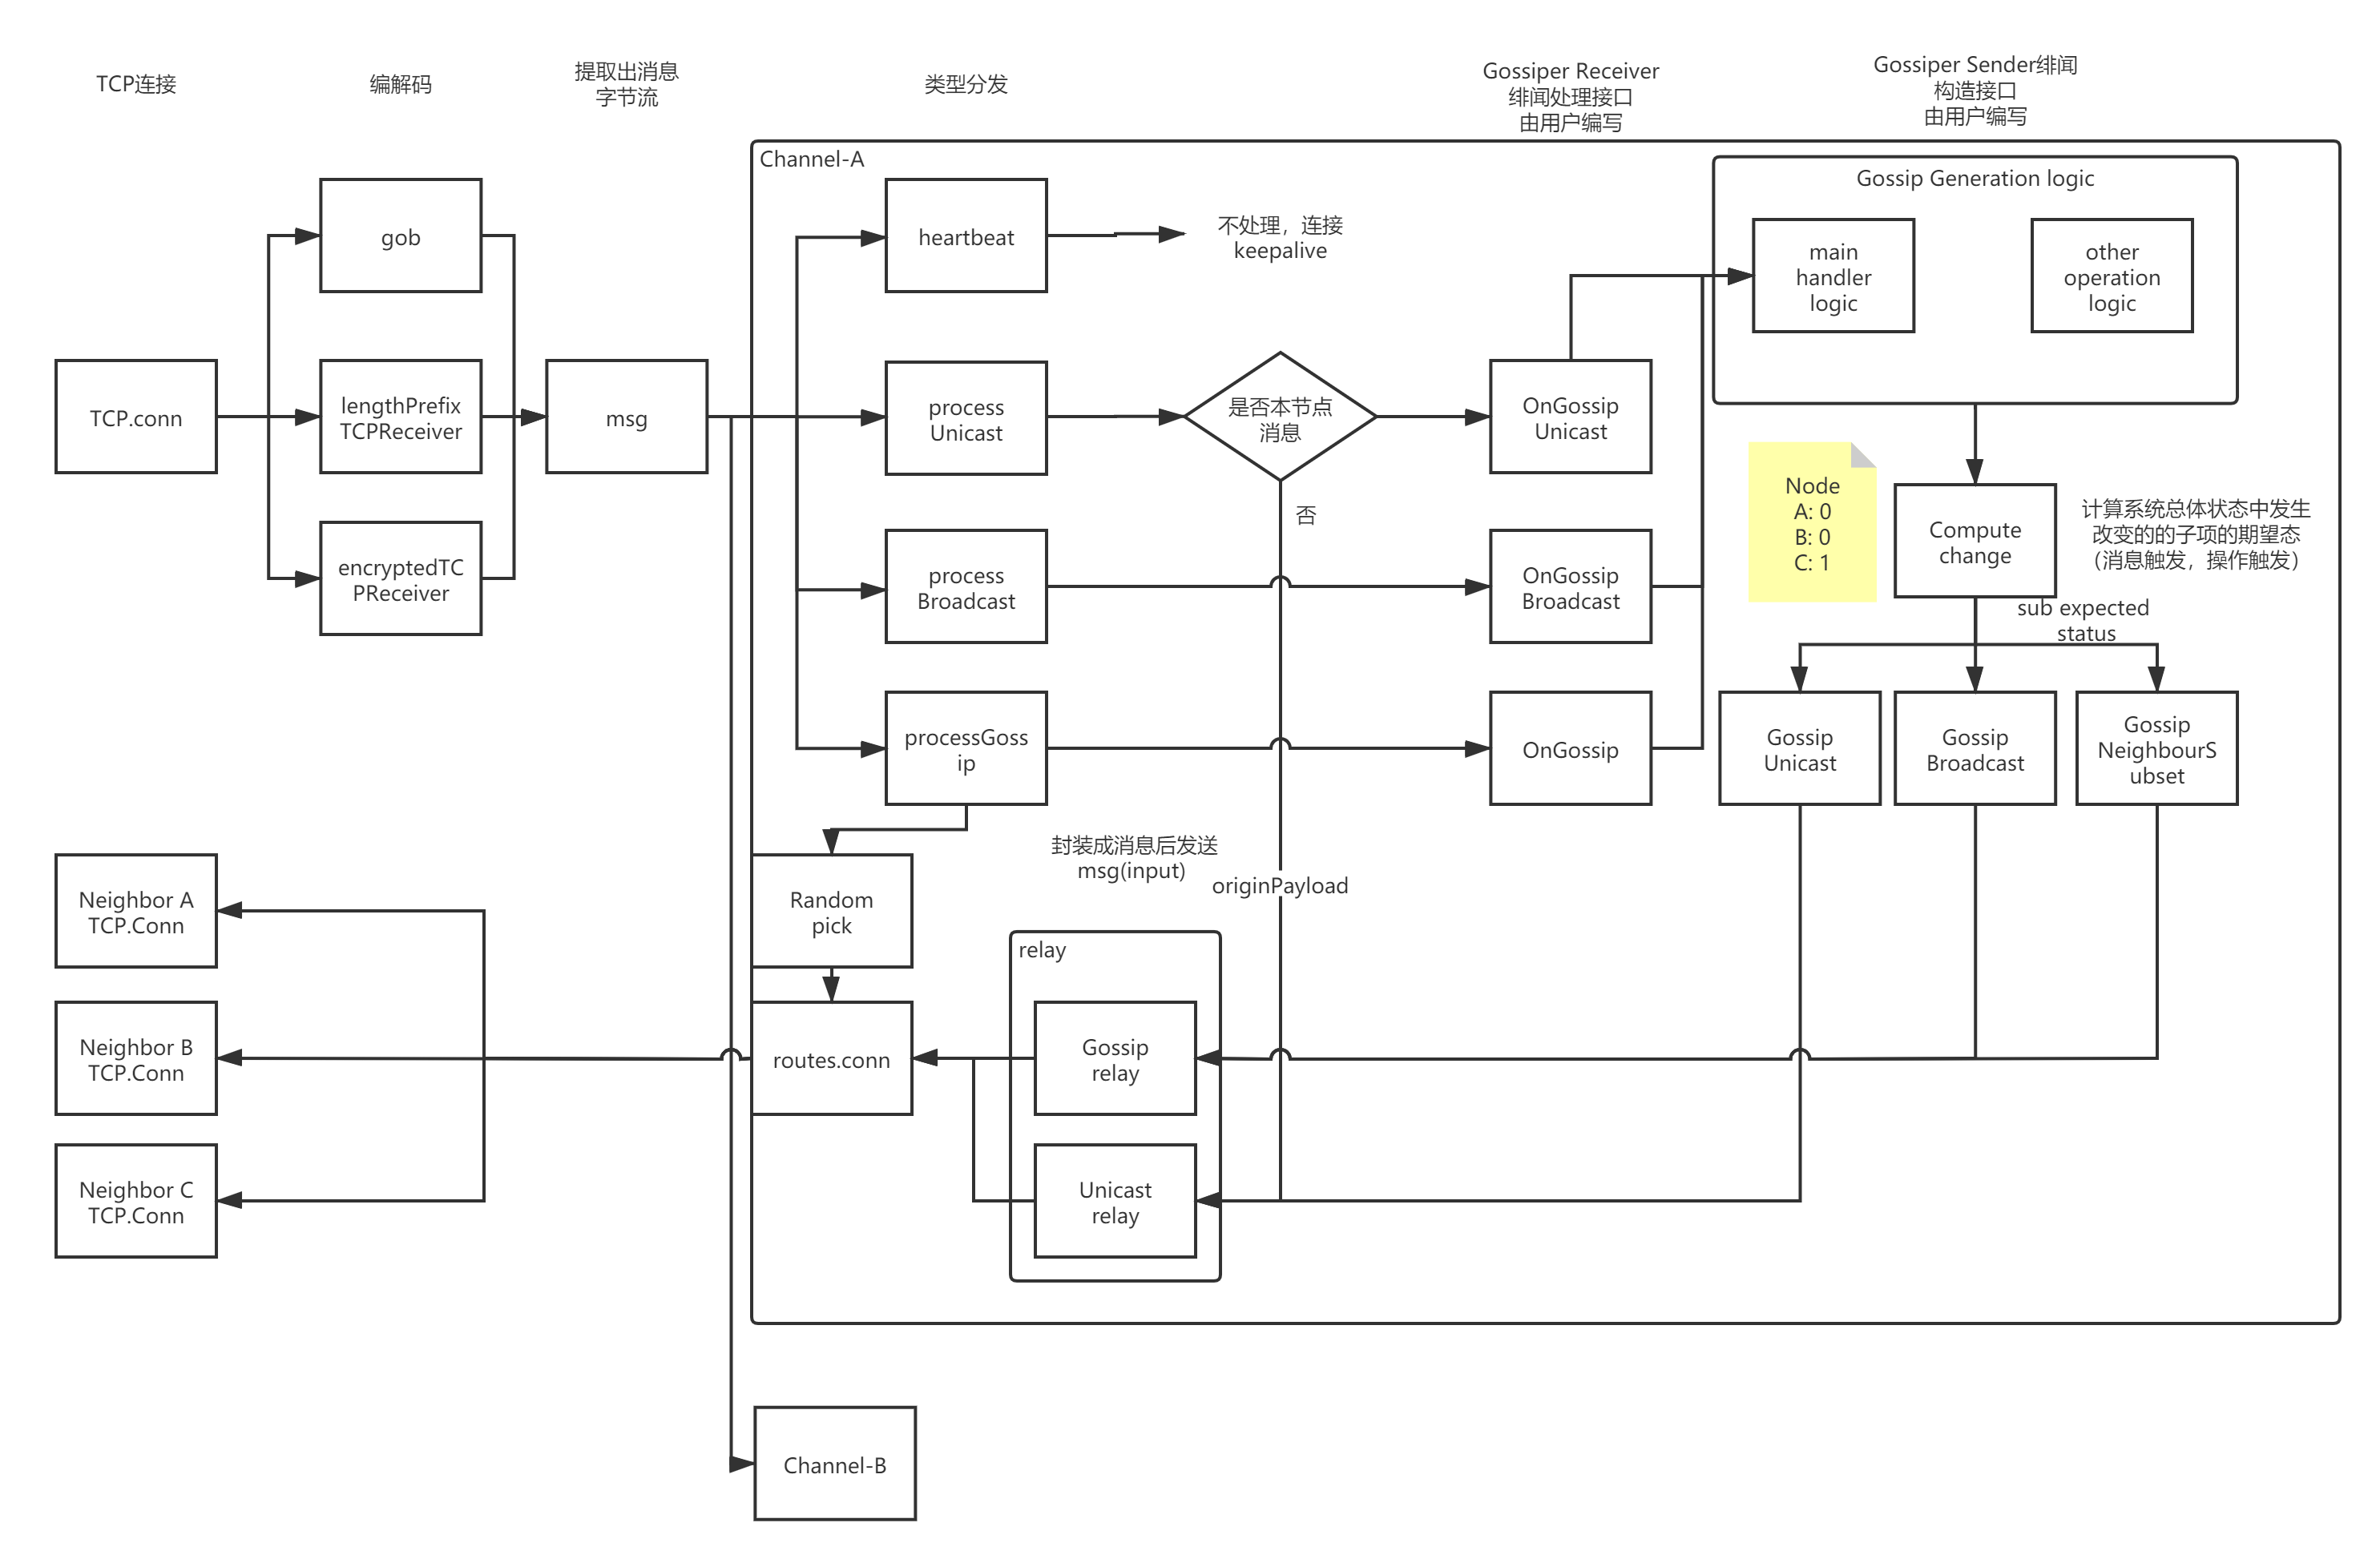 TCP连接
编解码
提取出消息
字节流
类型分发
Gossiper Receiver
绯闻处理接口
由用户编写
Gossiper Sender绯闻
构造接口
由用户编写
Channel-A
Gossip Generation logic
gob
heartbeat
不处理，连接
keepalive
main
handler
logic
other
operation
logic
TCP.conn
lengthPrefix
TCPReceiver
msg
process
Unicast
是否本节点
消息
OnGossip
Unicast
否
Node
A: 0
B: 0
C: 1
Compute
change
计算系统总体状态中发生
改变的的子项的期望态
（消息触发，操作触发）
encryptedTC
PReceiver
process
Broadcast
OnGossip
Broadcast
sub expected
status
processGoss
ip
OnGossip
Gossip
Unicast
Gossip
Broadcast
Gossip
NeighbourS
ubset
封装成消息后发送
msg(input)
originPayload
Neighbor A
TCP.Conn
Random
pick
relay
Neighbor B
TCP.Conn
routes.conn
Gossip
relay
Neighbor C
TCP.Conn
Unicast
relay
Channel-B